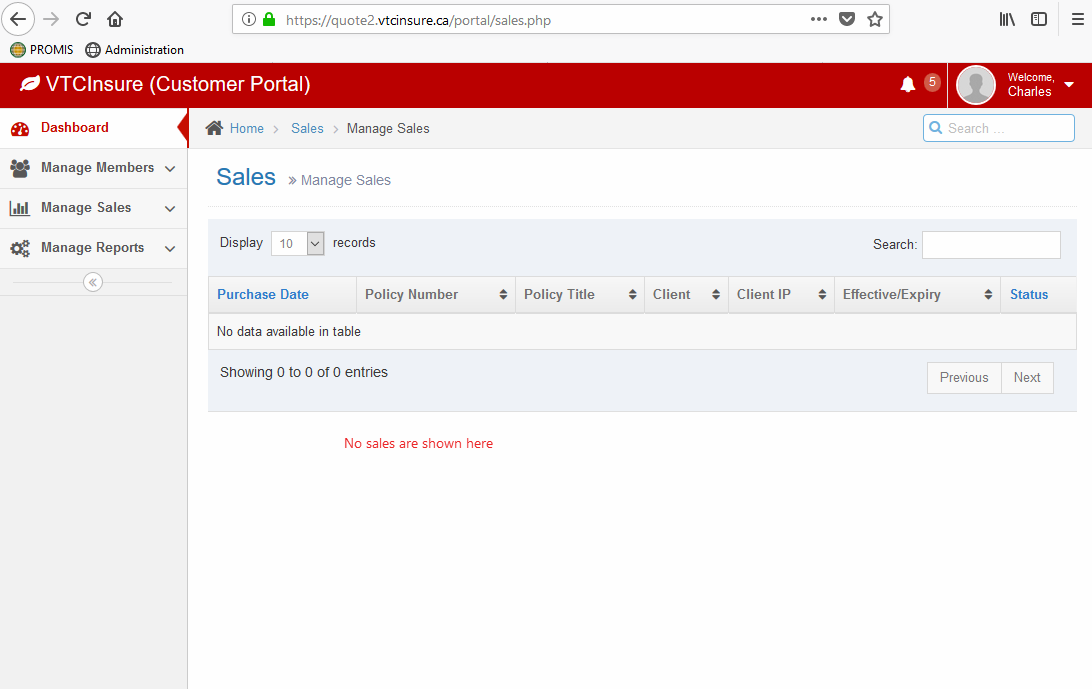 https://quote2.vtcinsure.ca/portal/sales.php
PROMIS Administration
VTCInsure (Customer Portal)
5
Welcome,
Charles
Dashboard
Manage Members
Manage Sales
Manage Reports
Home Sales Manage Sales
Search ...
Sales » Manage Sales
Display 10 records
Search:
Purchase Date Policy Number Policy Title Client Client IP Effective/Expiry Status
No data available in table
Showing 0 to 0 of 0 entries
Previous Next
No sales are shown here